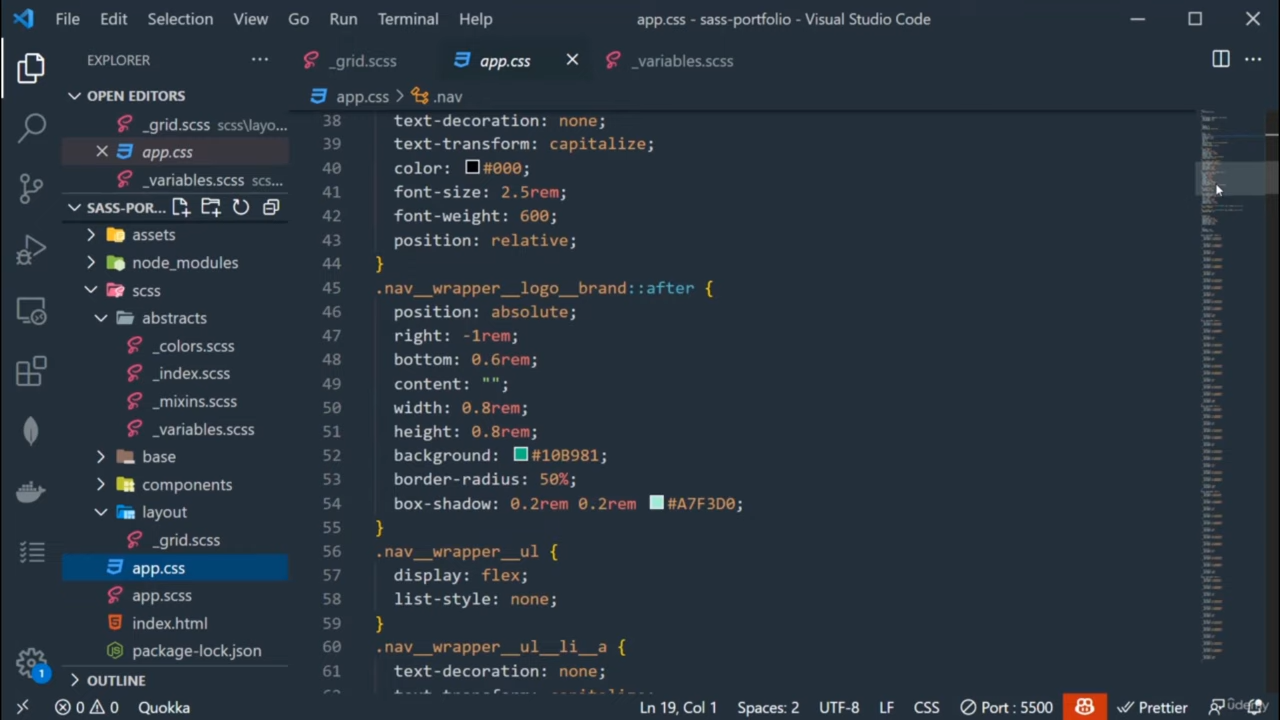 File Edit Selection View Go Run Terminal Help app.css - sass-portfolio - Visual Studio Code
EXPLORER
_grid.scss app.css _variables.scss
OPEN EDITORS
_grid.scss scss\layo...
app.css
_variables.scss scs...
SASS-POR...
assets
node_modules
scss
abstracts
_colors.scss
_index.scss
_mixins.scss
_variables.scss
base
components
layout
_grid.scss
app.css
app.scss
index.html
package-lock.json
OUTLINE
app.css > .nav
38 text-decoration: none;
39 text-transform: capitalize;
40 color: #000;
41 font-size: 2.5rem;
42 font-weight: 600;
43 position: relative;
44 }
45 .nav__wrapper__logo__brand::after {
46 position: absolute;
47 right: -1rem;
48 bottom: 0.6rem;
49 content: "";
50 width: 0.8rem;
51 height: 0.8rem;
52 background: #10B981;
53 border-radius: 50%;
54 box-shadow: 0.2rem 0.2rem #A7F3D0;
55 }
56 .nav__wrapper__ul {
57 display: flex;
58 list-style: none;
59 }
60 .nav__wrapper__ul__li__a {
61 text-decoration: none;
62 text-transform: capitalize;
1
0 0 Quokka Ln 19, Col 1 Spaces: 2 UTF-8 LF CSS Port : 5500 Prettier
udemy